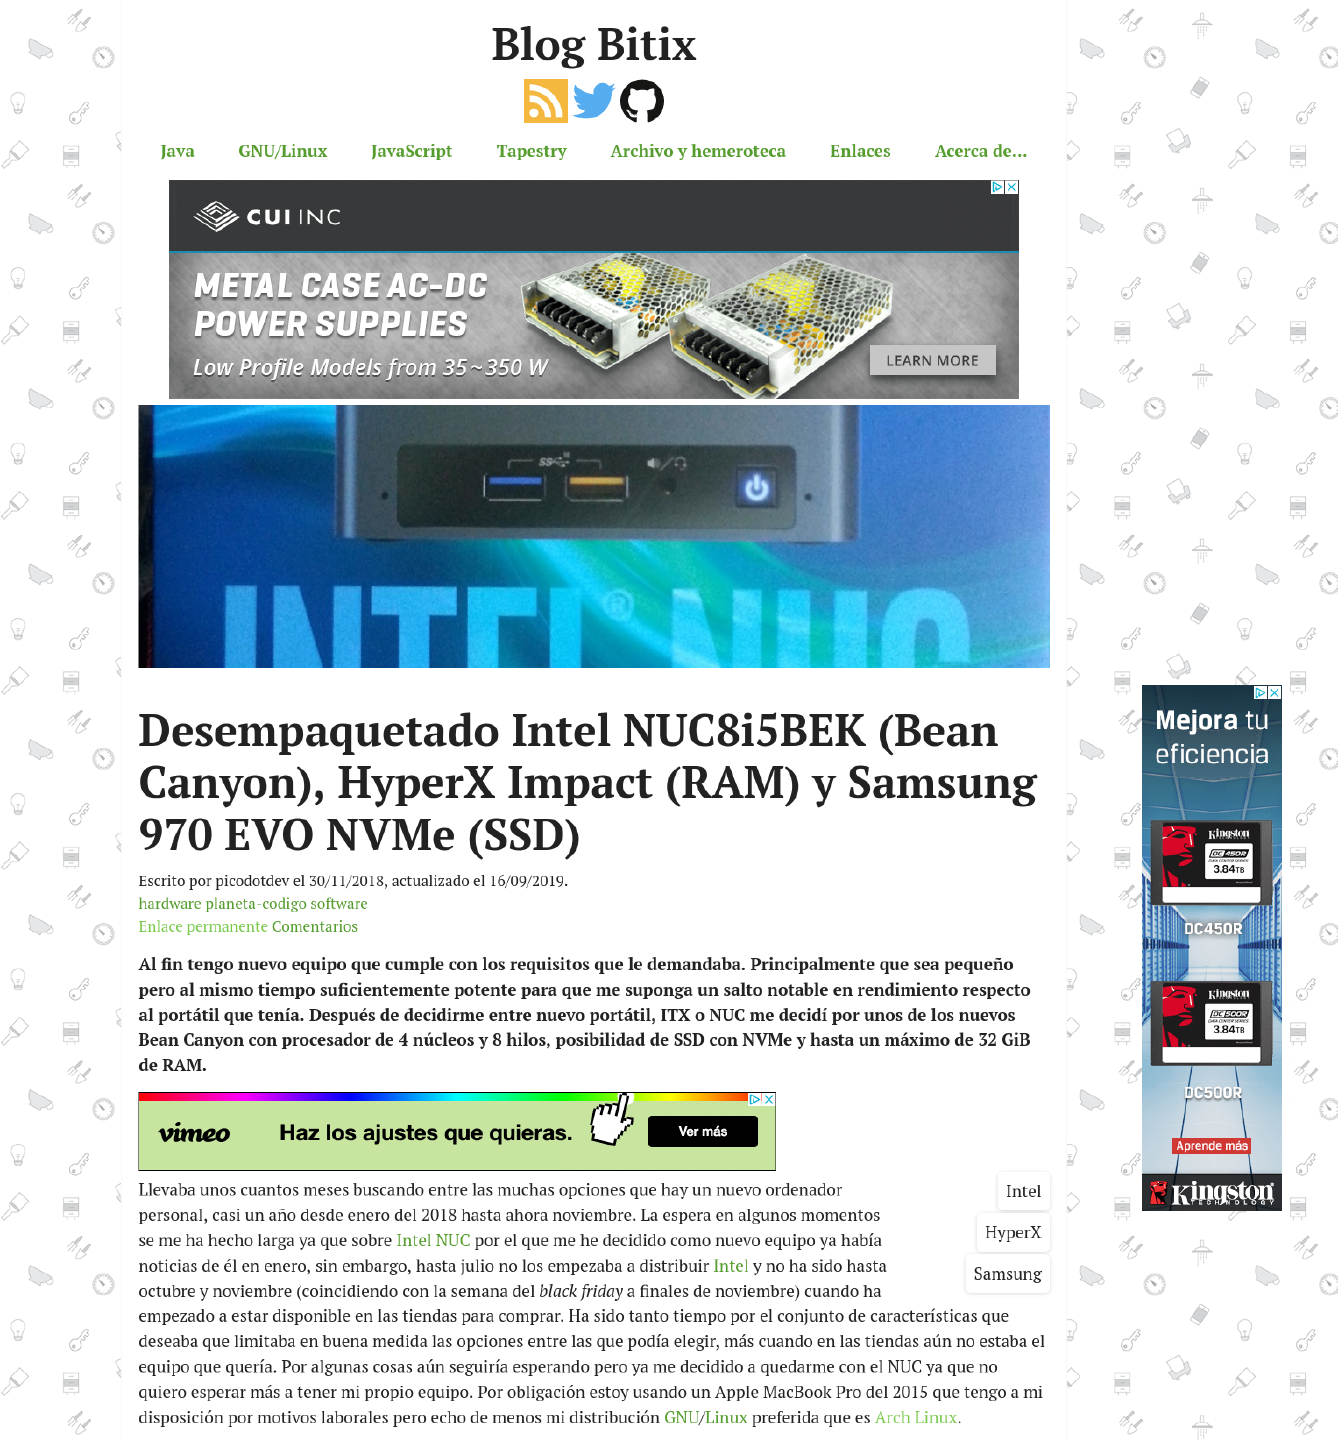 Blog Bitix
Java GNU/Linux JavaScript Tapestry Archivo y hemeroteca Enlaces Acerca de...
CUI INC
METAL CASE AC-DC
POWER SUPPLIES
Low Profile Models from 35~350 W
LEARN MORE
SS
INTEL® NUC
Desempaquetado Intel NUC8i5BEK (Bean
Canyon), HyperX Impact (RAM) y Samsung
970 EVO NVMe (SSD)
Escrito por picodotdev el 30/11/2018, actualizado el 16/09/2019.
hardware planeta-codigo software
Enlace permanente Comentarios
Al fin tengo nuevo equipo que cumple con los requisitos que le demandaba. Principalmente que sea pequeño
pero al mismo tiempo suficientemente potente para que me suponga un salto notable en rendimiento respecto
al portátil que tenía. Después de decidirme entre nuevo portátil, ITX o NUC me decidí por unos de los nuevos
Bean Canyon con procesador de 4 núcleos y 8 hilos, posibilidad de SSD con NVMe y hasta un máximo de 32 GiB
de RAM.
vimeo
Haz los ajustes que quieras.
Ver más
Llevaba unos cuantos meses buscando entre las muchas opciones que hay un nuevo ordenador
personal, casi un año desde enero del 2018 hasta ahora noviembre. La espera en algunos momentos
se me ha hecho larga ya que sobre Intel NUC por el que me he decidido como nuevo equipo ya había
noticias de él en enero, sin embargo, hasta julio no los empezaba a distribuir Intel y no ha sido hasta
octubre y noviembre (coincidiendo con la semana del black friday a finales de noviembre) cuando ha
empezado a estar disponible en las tiendas para comprar. Ha sido tanto tiempo por el conjunto de características que
deseaba que limitaba en buena medida las opciones entre las que podía elegir, más cuando en las tiendas aún no estaba el
equipo que quería. Por algunas cosas aún seguiría esperando pero ya me decidido a quedarme con el NUC ya que no
quiero esperar más a tener mi propio equipo. Por obligación estoy usando un Apple MacBook Pro del 2015 que tengo a mi
disposición por motivos laborales pero echo de menos mi distribución GNU/Linux preferida que es Arch Linux.
Intel
HyperX
Samsung
Mejora tu
eficiencia
Kingston
DC450R
3.84TB
DC450R
Kingston
DC500R
3.84TB
DC500R
Aprende más
Kingston
TECHNOLOGY